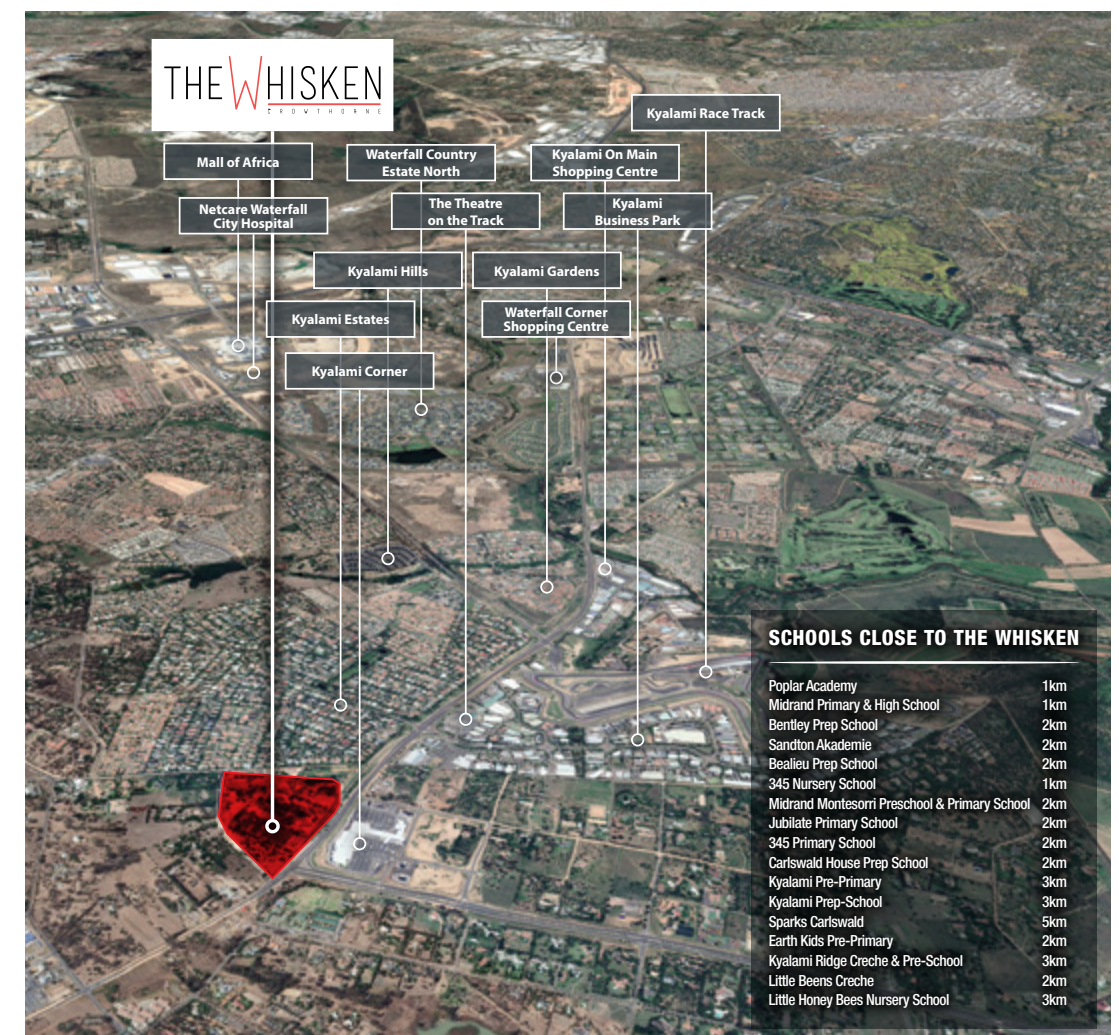 THE WHISKEN
CROWTHORNE
Kyalami Race Track
Mall of Africa
Waterfall Country
Estate North
Kyalami On Main
Shopping Centre
Netcare Waterfall
City Hospital
The Theatre
on the Track
Kyalami
Business Park
Kyalami Hills
Kyalami Gardens
Kyalami Estates
Waterfall Corner
Shopping Centre
Kyalami Corner
SCHOOLS CLOSE TO THE WHISKEN
Poplar Academy 1km
Midrand Primary & High School 1km
Bentley Prep School 2km
Sandton Akademie 2km
Bealieu Prep School 2km
345 Nursery School 1km
Midrand Montesorri Preschool & Primary School 2km
Jubilate Primary School 2km
345 Primary School 2km
Carlswald House Prep School 2km
Kyalami Pre-Primary 3km
Kyalami Prep-School 3km
Sparks Carlswald 5km
Earth Kids Pre-Primary 2km
Kyalami Ridge Creche & Pre-School 3km
Little Beens Creche 2km
Little Honey Bees Nursery School 3km